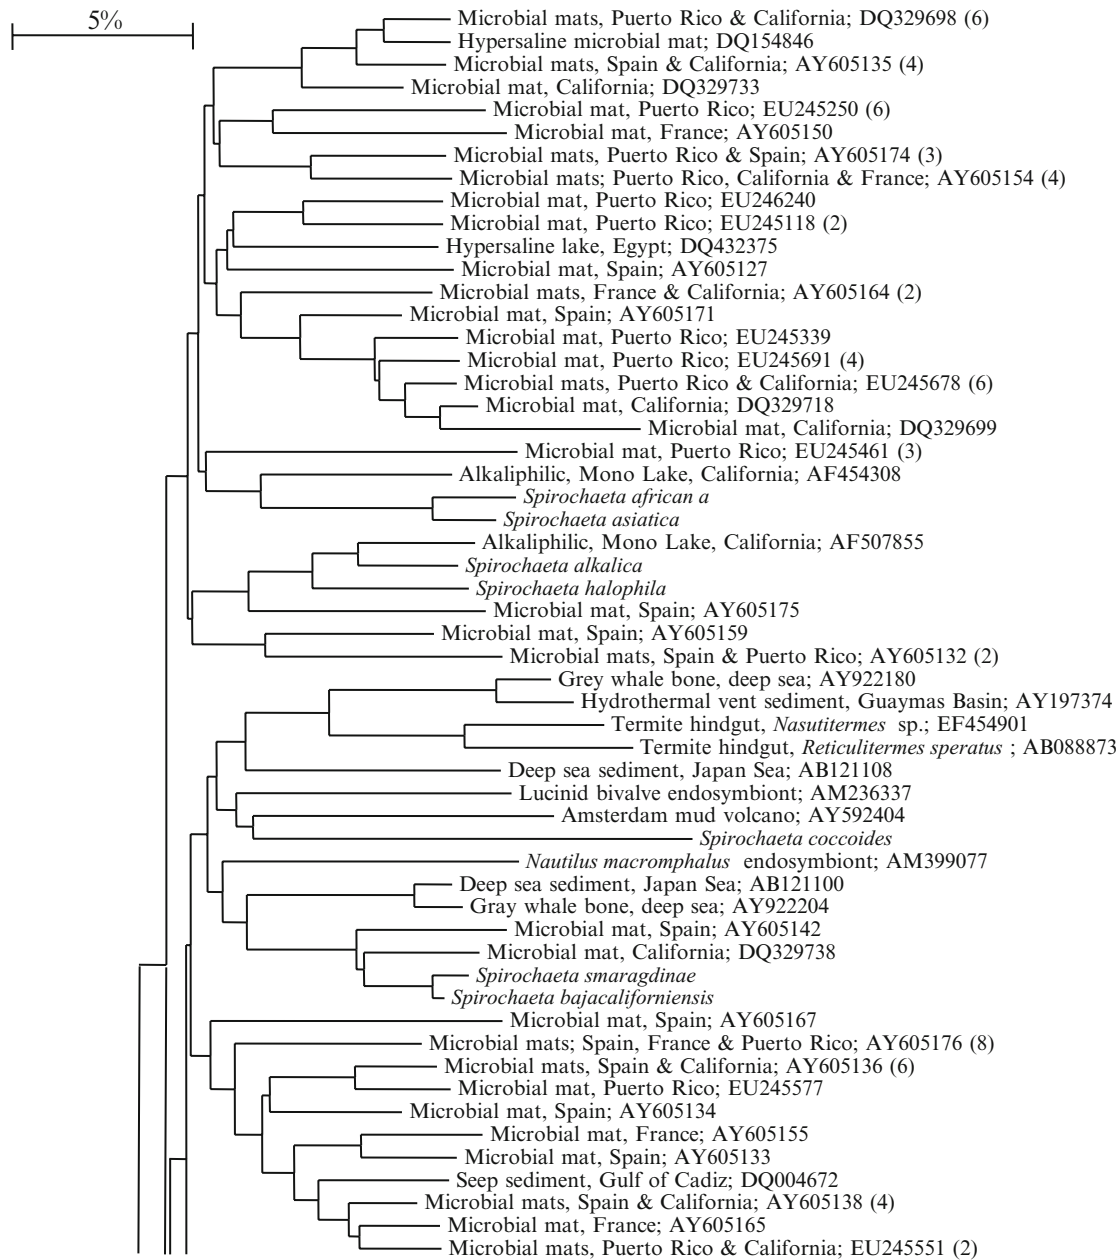 5%
Microbial mats, Puerto Rico & California; DQ329698 (6)
Hypersaline microbial mat; DQ154846
Microbial mats, Spain & California; AY605135 (4)
Microbial mat, California; DQ329733
Microbial mat, Puerto Rico; EU245250 (6)
Microbial mat, France; AY605150
Microbial mats, Puerto Rico & Spain; AY605174 (3)
Microbial mats; Puerto Rico, California & France; AY605154 (4)
Microbial mat, Puerto Rico; EU246240
Microbial mat, Puerto Rico; EU245118 (2)
Hypersaline lake, Egypt; DQ432375
Microbial mat, Spain; AY605127
Microbial mats, France & California; AY605164 (2)
Microbial mat, Spain; AY605171
Microbial mat, Puerto Rico; EU245339
Microbial mat, Puerto Rico; EU245691 (4)
Microbial mats, Puerto Rico & California; EU245678 (6)
Microbial mat, California; DQ329718
Microbial mat, California; DQ329699
Microbial mat, Puerto Rico; EU245461 (3)
Alkaliphilic, Mono Lake, California; AF454308
Spirochaeta african a
Spirochaeta asiatica
Alkaliphilic, Mono Lake, California; AF507855
Spirochaeta alkalica
Spirochaeta halophila
Microbial mat, Spain; AY605175
Microbial mat, Spain; AY605159
Microbial mats, Spain & Puerto Rico; AY605132 (2)
Grey whale bone, deep sea; AY922180
Hydrothermal vent sediment, Guaymas Basin; AY197374
Termite hindgut, Nasutitermes sp.; EF454901
Termite hindgut, Reticulitermes speratus ; AB088873
Deep sea sediment, Japan Sea; AB121108
Lucinid bivalve endosymbiont; AM236337
Amsterdam mud volcano; AY592404
Spirochaeta coccoides
Nautilus macromphalus endosymbiont; AM399077
Deep sea sediment, Japan Sea; AB121100
Gray whale bone, deep sea; AY922204
Microbial mat, Spain; AY605142
Microbial mat, California; DQ329738
Spirochaeta smaragdinae
Spirochaeta bajacaliforniensis
Microbial mat, Spain; AY605167
Microbial mats; Spain, France & Puerto Rico; AY605176 (8)
Microbial mats, Spain & California; AY605136 (6)
Microbial mat, Puerto Rico; EU245577
Microbial mat, Spain; AY605134
Microbial mat, France; AY605155
Microbial mat, Spain; AY605133
Seep sediment, Gulf of Cadiz; DQ004672
Microbial mats, Spain & California; AY605138 (4)
Microbial mat, France; AY605165
Microbial mats, Puerto Rico & California; EU245551 (2)